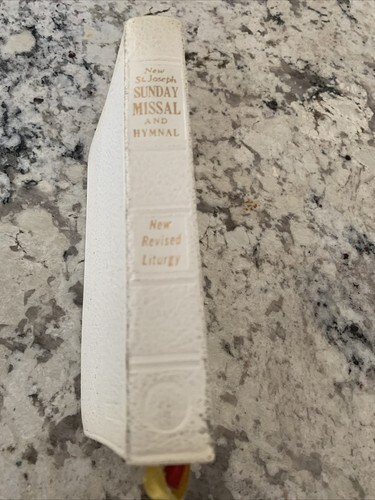 New
St. Joseph
SUNDAY
MISSAL
AND
HYMNAL
New
Revised
Liturgy